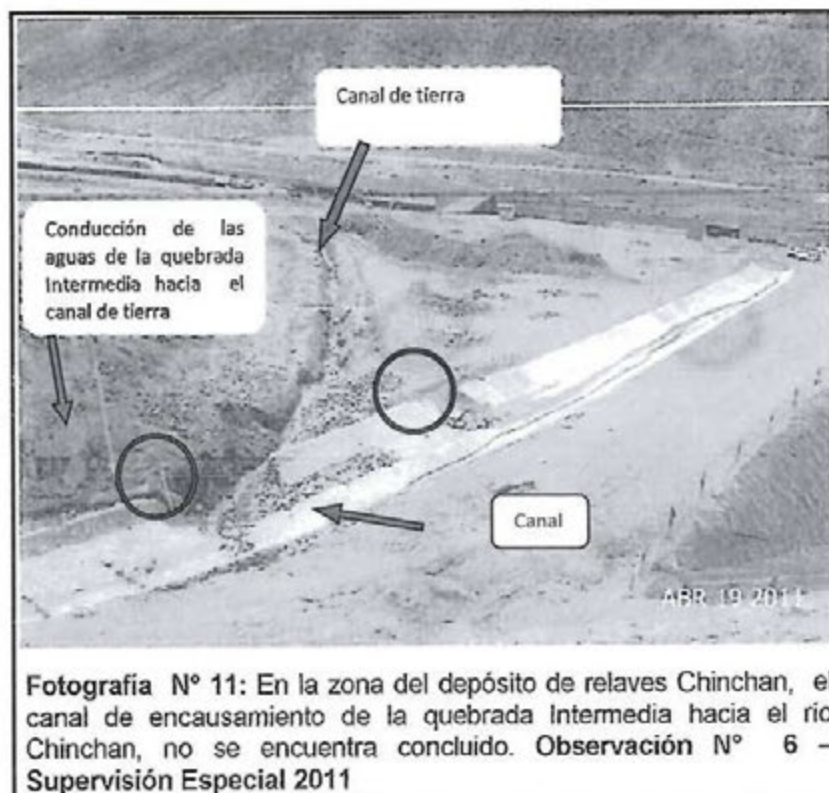 Canal de tierra
Conducción de las
aguas de la quebrada
Intermedia hacia el
canal de tierra
Canal
ABR 19 2011
Fotografía N° 11: En la zona del depósito de relaves Chinchan, el
canal de encausamiento de la quebrada Intermedia hacia el río
Chinchan, no se encuentra concluido. Observación N° 6 –
Supervisión Especial 2011